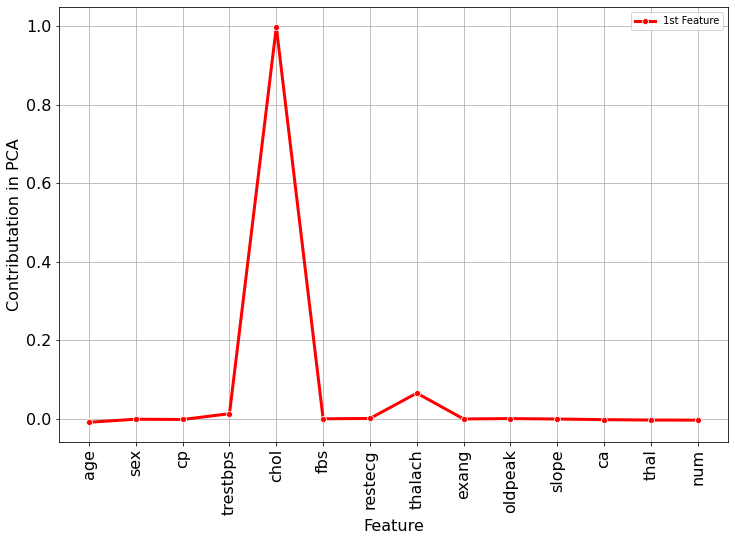 1st Feature
Contributation in PCA
1.0
0.8
0.6
0.4
0.2
0.0
age
sex
cp
trestbps
chol
fbs
restecg
thalach
exang
oldpeak
slope
ca
thal
num
Feature